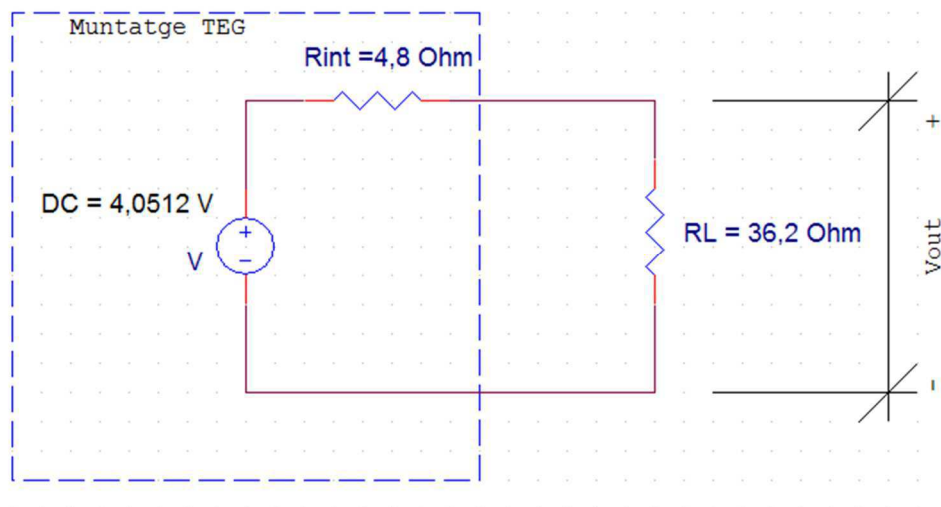 Muntatge TEG
Rint =4,8 Ohm
+
DC = 4,0512 V
+
V
−
RL = 36,2 Ohm
Vout
-